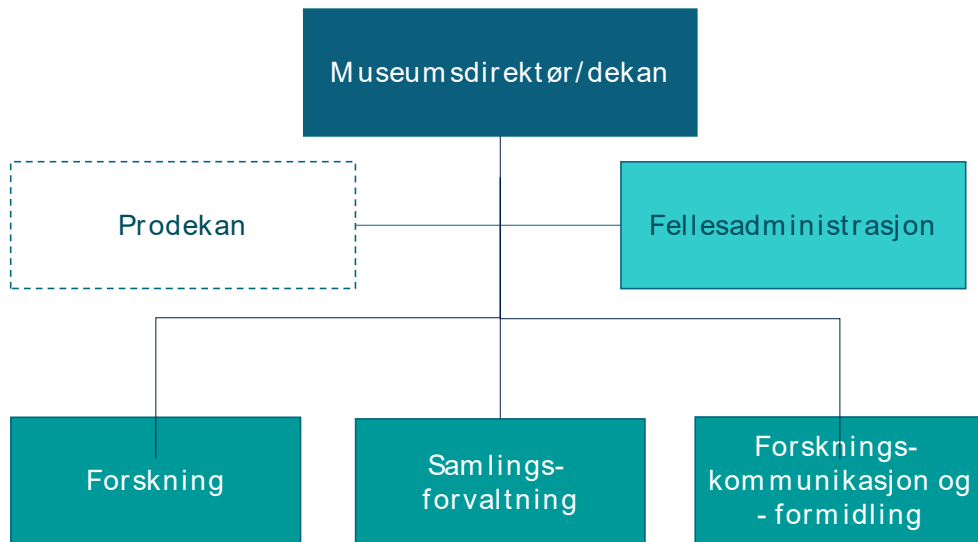 Museumsdirektør/dekan
Prodekan
Fellesadministrasjon
Forskning
Samlings-
forvaltning
Forsknings-
kommunikasjon og
- formidling